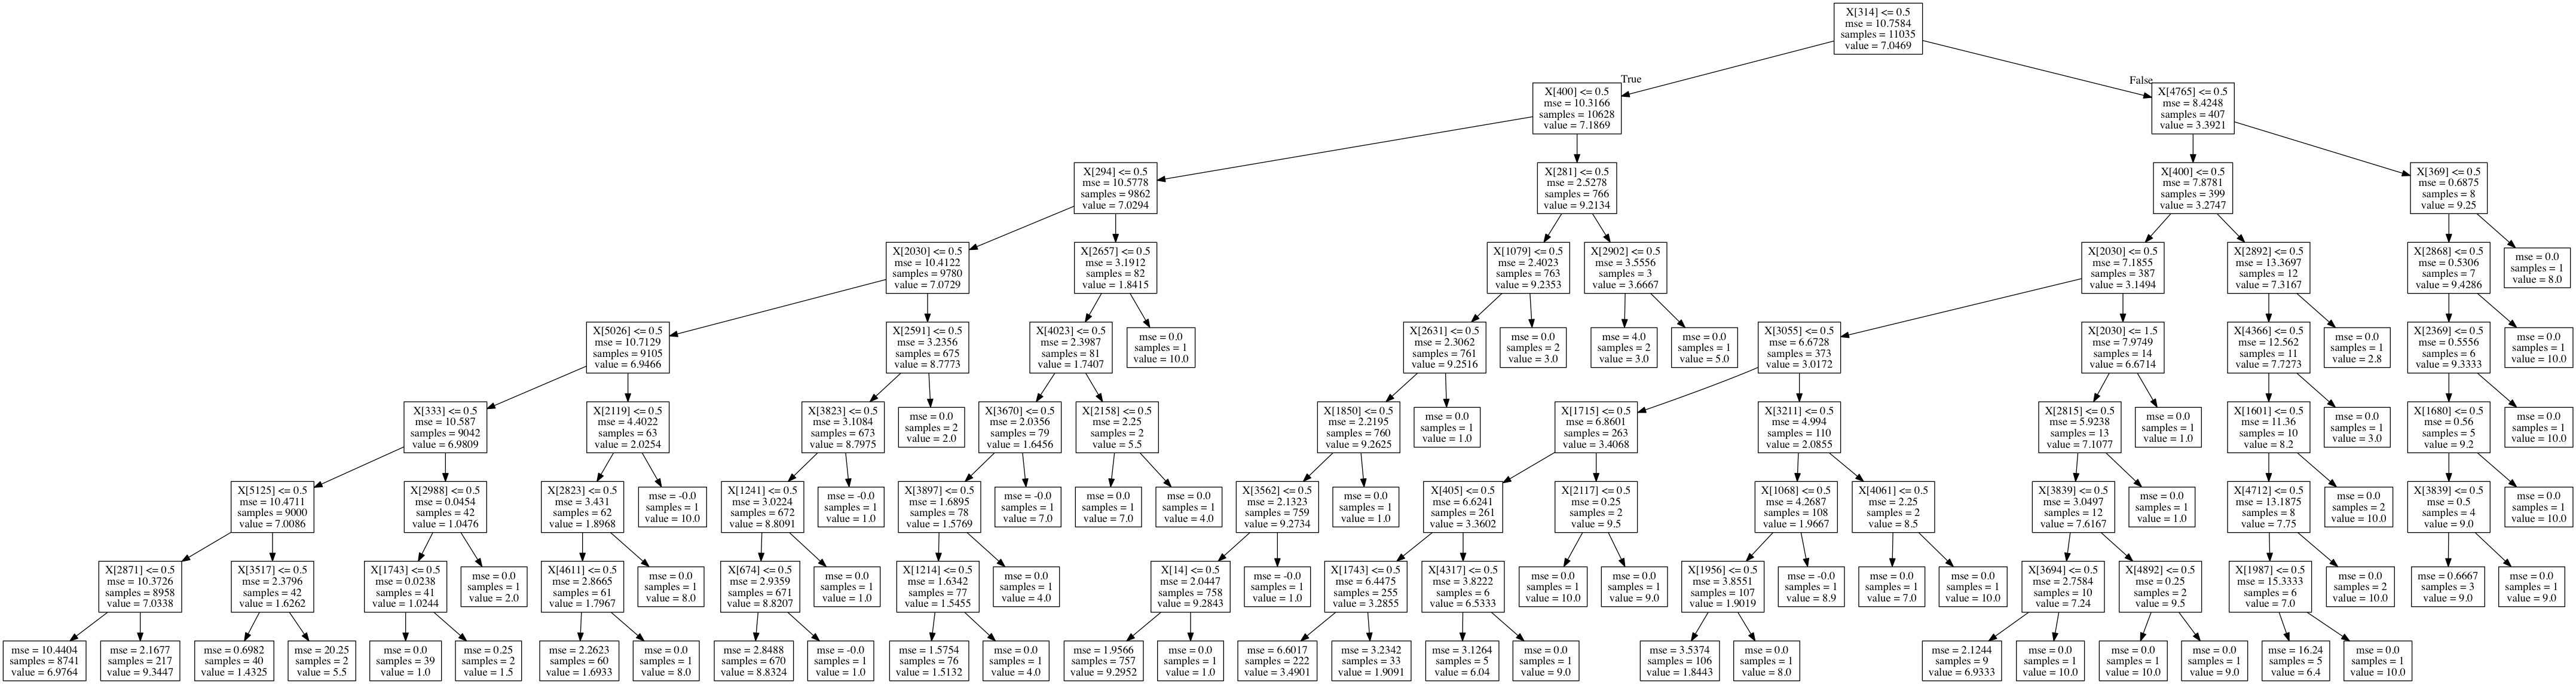 X[314] <= 0.5
mse = 10.7584
samples = 11035
value = 7.0469
True
False
X[400] <= 0.5
mse = 10.3166
samples = 10628
value = 7.1869
X[4765] <= 0.5
mse = 8.4248
samples = 407
value = 3.3921
X[294] <= 0.5
mse = 10.5778
samples = 9862
value = 7.0294
X[281] <= 0.5
mse = 2.5278
samples = 766
value = 9.2134
X[400] <= 0.5
mse = 7.8781
samples = 399
value = 3.2747
X[369] <= 0.5
mse = 0.6875
samples = 8
value = 9.25
X[2030] <= 0.5
mse = 10.4122
samples = 9780
value = 7.0729
X[2657] <= 0.5
mse = 3.1912
samples = 82
value = 1.8415
X[1079] <= 0.5
mse = 2.4023
samples = 763
value = 9.2353
X[2902] <= 0.5
mse = 3.5556
samples = 3
value = 3.6667
X[2030] <= 0.5
mse = 7.1855
samples = 387
value = 3.1494
X[2892] <= 0.5
mse = 13.3697
samples = 12
value = 7.3167
X[2868] <= 0.5
mse = 0.5306
samples = 7
value = 9.4286
mse = 0.0
samples = 1
value = 8.0
X[5026] <= 0.5
mse = 10.7129
samples = 9105
value = 6.9466
X[2591] <= 0.5
mse = 3.2356
samples = 675
value = 8.7773
X[4023] <= 0.5
mse = 2.3987
samples = 81
value = 1.7407
mse = 0.0
samples = 1
value = 10.0
X[2631] <= 0.5
mse = 2.3062
samples = 761
value = 9.2516
mse = 0.0
samples = 2
value = 3.0
mse = 4.0
samples = 2
value = 3.0
mse = 0.0
samples = 1
value = 5.0
X[3055] <= 0.5
mse = 6.6728
samples = 373
value = 3.0172
X[2030] <= 1.5
mse = 7.9749
samples = 14
value = 6.6714
X[4366] <= 0.5
mse = 12.562
samples = 11
value = 7.7273
mse = 0.0
samples = 1
value = 2.8
X[2369] <= 0.5
mse = 0.5556
samples = 6
value = 9.3333
mse = 0.0
samples = 1
value = 10.0
X[333] <= 0.5
mse = 10.587
samples = 9042
value = 6.9809
X[2119] <= 0.5
mse = 4.4022
samples = 63
value = 2.0254
X[3823] <= 0.5
mse = 3.1084
samples = 673
value = 8.7975
mse = 0.0
samples = 2
value = 2.0
X[3670] <= 0.5
mse = 2.0356
samples = 79
value = 1.6456
X[2158] <= 0.5
mse = 2.25
samples = 2
value = 5.5
X[1850] <= 0.5
mse = 2.2195
samples = 760
value = 9.2625
mse = 0.0
samples = 1
value = 1.0
X[1715] <= 0.5
mse = 6.8601
samples = 263
value = 3.4068
X[3211] <= 0.5
mse = 4.994
samples = 110
value = 2.0855
X[2815] <= 0.5
mse = 5.9238
samples = 13
value = 7.1077
mse = 0.0
samples = 1
value = 1.0
X[1601] <= 0.5
mse = 11.36
samples = 10
value = 8.2
mse = 0.0
samples = 1
value = 3.0
X[1680] <= 0.5
mse = 0.56
samples = 5
value = 9.2
mse = 0.0
samples = 1
value = 10.0
X[5125] <= 0.5
mse = 10.4711
samples = 9000
value = 7.0086
X[2988] <= 0.5
mse = 0.0454
samples = 42
value = 1.0476
X[2823] <= 0.5
mse = 3.431
samples = 62
value = 1.8968
mse = -0.0
samples = 1
value = 10.0
X[1241] <= 0.5
mse = 3.0224
samples = 672
value = 8.8091
mse = -0.0
samples = 1
value = 1.0
X[3897] <= 0.5
mse = 1.6895
samples = 78
value = 1.5769
mse = -0.0
samples = 1
value = 7.0
mse = 0.0
samples = 1
value = 7.0
mse = 0.0
samples = 1
value = 4.0
X[3562] <= 0.5
mse = 2.1323
samples = 759
value = 9.2734
mse = 0.0
samples = 1
value = 1.0
X[405] <= 0.5
mse = 6.6241
samples = 261
value = 3.3602
X[2117] <= 0.5
mse = 0.25
samples = 2
value = 9.5
X[1068] <= 0.5
mse = 4.2687
samples = 108
value = 1.9667
X[4061] <= 0.5
mse = 2.25
samples = 2
value = 8.5
X[3839] <= 0.5
mse = 3.0497
samples = 12
value = 7.6167
mse = 0.0
samples = 1
value = 1.0
X[4712] <= 0.5
mse = 13.1875
samples = 8
value = 7.75
mse = 0.0
samples = 2
value = 10.0
X[3839] <= 0.5
mse = 0.5
samples = 4
value = 9.0
mse = 0.0
samples = 1
value = 10.0
X[2871] <= 0.5
mse = 10.3726
samples = 8958
value = 7.0338
X[3517] <= 0.5
mse = 2.3796
samples = 42
value = 1.6262
X[1743] <= 0.5
mse = 0.0238
samples = 41
value = 1.0244
mse = 0.0
samples = 1
value = 2.0
X[4611] <= 0.5
mse = 2.8665
samples = 61
value = 1.7967
mse = 0.0
samples = 1
value = 8.0
X[674] <= 0.5
mse = 2.9359
samples = 671
value = 8.8207
mse = 0.0
samples = 1
value = 1.0
X[1214] <= 0.5
mse = 1.6342
samples = 77
value = 1.5455
mse = 0.0
samples = 1
value = 4.0
X[14] <= 0.5
mse = 2.0447
samples = 758
value = 9.2843
mse = -0.0
samples = 1
value = 1.0
X[1743] <= 0.5
mse = 6.4475
samples = 255
value = 3.2855
X[4317] <= 0.5
mse = 3.8222
samples = 6
value = 6.5333
mse = 0.0
samples = 1
value = 10.0
mse = 0.0
samples = 1
value = 9.0
X[1956] <= 0.5
mse = 3.8551
samples = 107
value = 1.9019
mse = -0.0
samples = 1
value = 8.9
mse = 0.0
samples = 1
value = 7.0
mse = 0.0
samples = 1
value = 10.0
X[3694] <= 0.5
mse = 2.7584
samples = 10
value = 7.24
X[4892] <= 0.5
mse = 0.25
samples = 2
value = 9.5
X[1987] <= 0.5
mse = 15.3333
samples = 6
value = 7.0
mse = 0.0
samples = 2
value = 10.0
mse = 0.6667
samples = 3
value = 9.0
mse = 0.0
samples = 1
value = 9.0
mse = 10.4404
samples = 8741
value = 6.9764
mse = 2.1677
samples = 217
value = 9.3447
mse = 0.6982
samples = 40
value = 1.4325
mse = 20.25
samples = 2
value = 5.5
mse = 0.0
samples = 39
value = 1.0
mse = 0.25
samples = 2
value = 1.5
mse = 2.2623
samples = 60
value = 1.6933
mse = 0.0
samples = 1
value = 8.0
mse = 2.8488
samples = 670
value = 8.8324
mse = -0.0
samples = 1
value = 1.0
mse = 1.5754
samples = 76
value = 1.5132
mse = 0.0
samples = 1
value = 4.0
mse = 1.9566
samples = 757
value = 9.2952
mse = 0.0
samples = 1
value = 1.0
mse = 6.6017
samples = 222
value = 3.4901
mse = 3.2342
samples = 33
value = 1.9091
mse = 3.1264
samples = 5
value = 6.04
mse = 0.0
samples = 1
value = 9.0
mse = 3.5374
samples = 106
value = 1.8443
mse = 0.0
samples = 1
value = 8.0
mse = 2.1244
samples = 9
value = 6.9333
mse = 0.0
samples = 1
value = 10.0
mse = 0.0
samples = 1
value = 10.0
mse = 0.0
samples = 1
value = 9.0
mse = 16.24
samples = 5
value = 6.4
mse = 0.0
samples = 1
value = 10.0